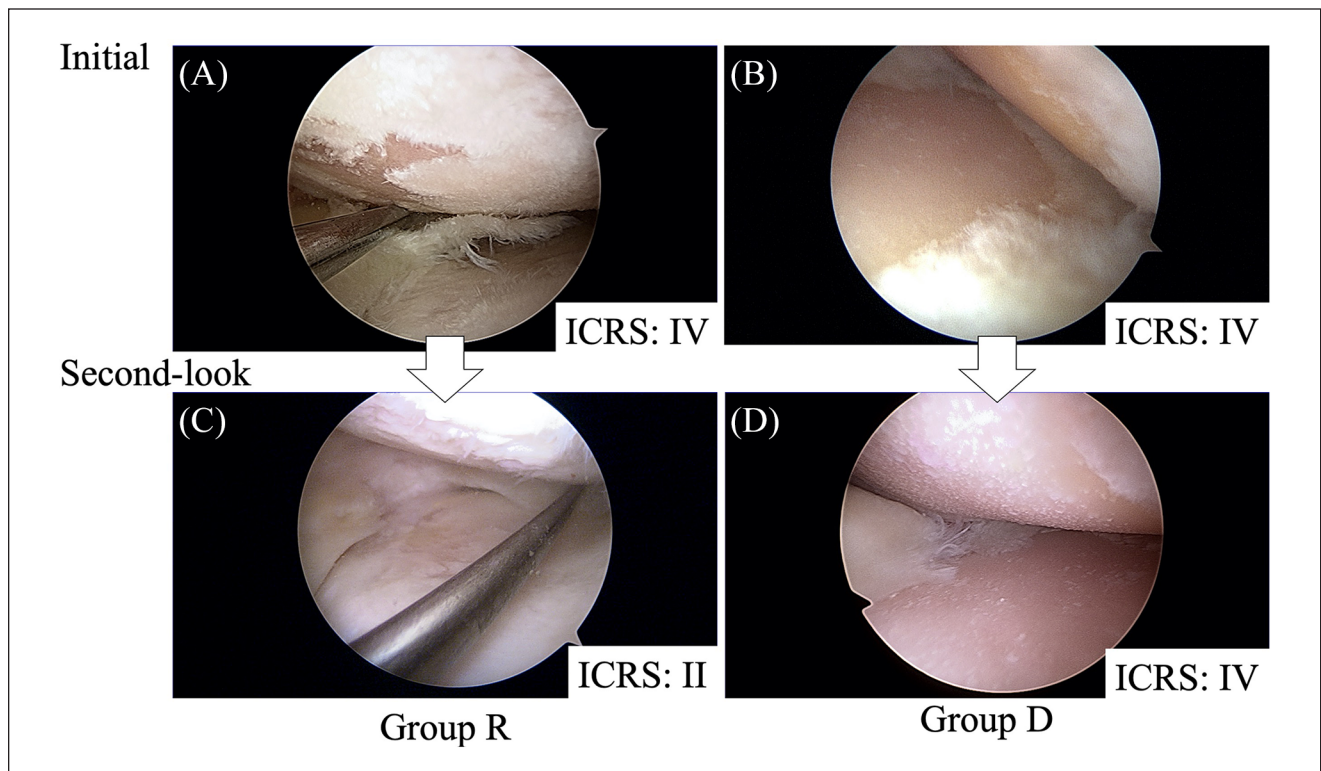 Initial
(A)
(B)
ICRS: IV
ICRS: IV
Second-look
(C)
(D)
ICRS: II
ICRS: IV
Group R
Group D